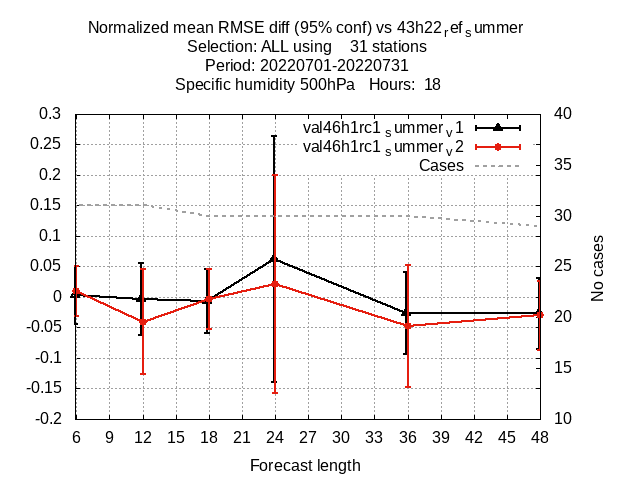 Normalized mean RMSE diff (95% conf) vs 43h22_ref_summer
Selection: ALL using 31 stations
Period: 20220701-20220731
Specific humidity 500hPa Hours: 18
0.3 40
val46h1rc1_summer_v1
0.25
val46h1rc1_summer_v2
Cases
35
0.2
0.15 30
0.1
0.05 25
0
No cases
-0.05 20
-0.1
15
-0.15
-0.2 10
6 9 12 15 18 21 24 27 30 33 36 39 42 45 48
Forecast length